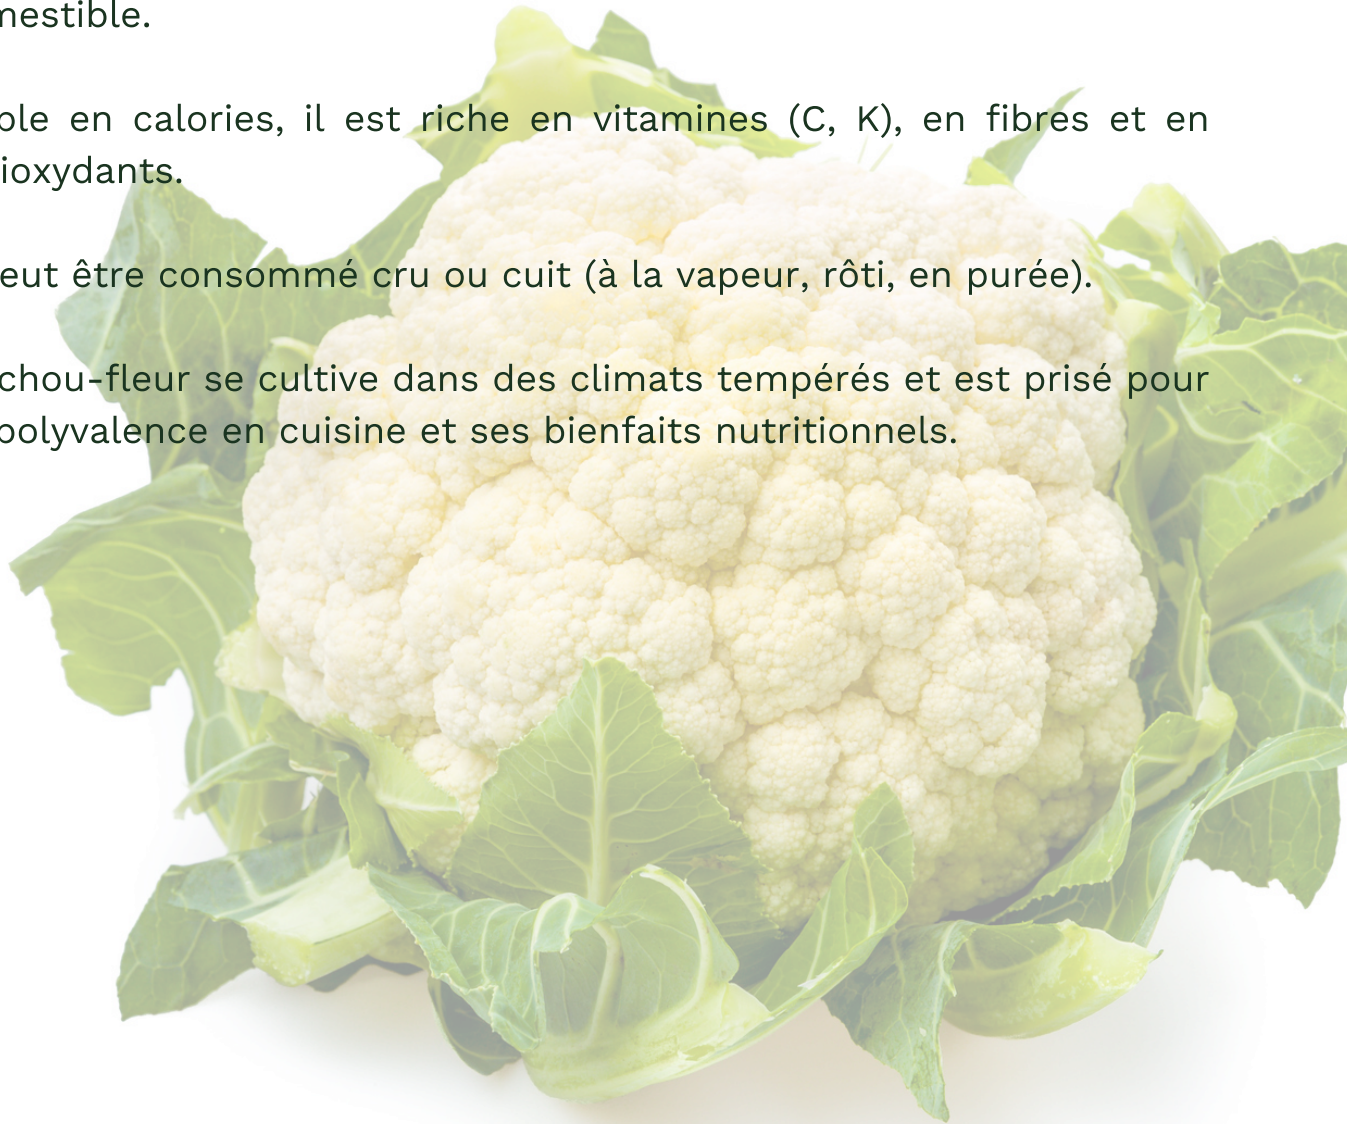 mestible.
ble en calories, il est riche en vitamines (C, K), en fibres et en
ioxydants.
eut être consommé cru ou cuit (à la vapeur, rôti, en purée).
chou-fleur se cultive dans des climats tempérés et est prisé pour
polyvalence en cuisine et ses bienfaits nutritionnels.